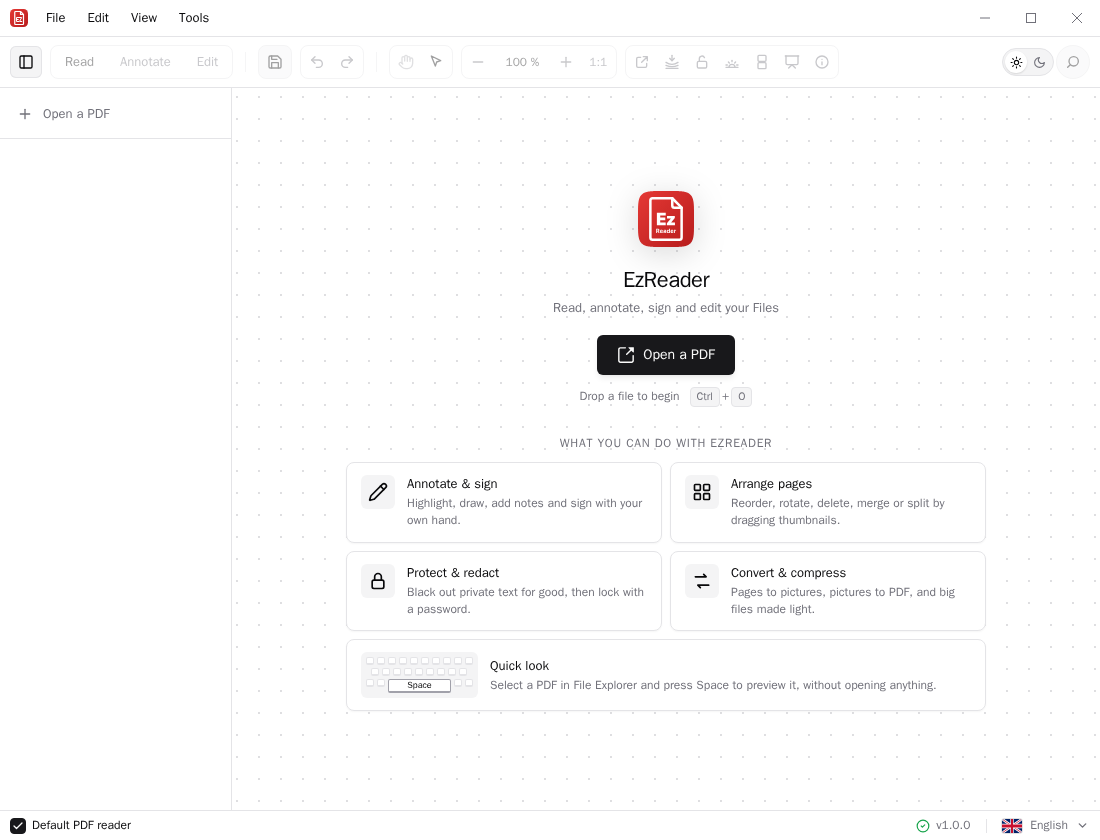 Ez
File Edit View Tools
Read Annotate Edit 100 % 1:1
Open a PDF
Ez
Reader
EzReader
Read, annotate, sign and edit your Files
Open a PDF
Drop a file to begin Ctrl + O
WHAT YOU CAN DO WITH EZREADER
Annotate & sign
Highlight, draw, add notes and sign with your
own hand.
Arrange pages
Reorder, rotate, delete, merge or split by
dragging thumbnails.
Protect & redact
Black out private text for good, then lock with
a password.
Convert & compress
Pages to pictures, pictures to PDF, and big
files made light.
Space
Quick look
Select a PDF in File Explorer and press Space to preview it, without opening anything.
Default PDF reader
v1.0.0
English